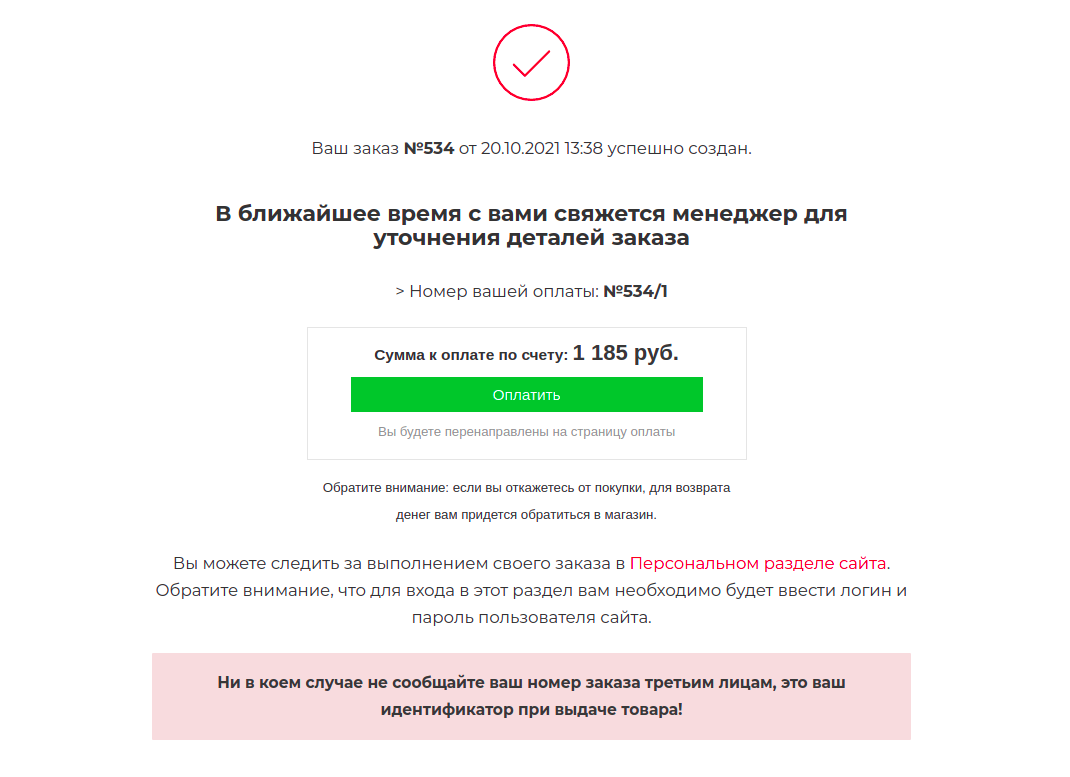 Ваш заказ №534 от 20.10.2021 13:38 успешно создан.
В ближайшее время с вами свяжется менеджер для
уточнения деталей заказа
> Номер вашей оплаты: №534/1
Сумма к оплате по счету: 1 185 руб.
Оплатить
Вы будете перенаправлены на страницу оплаты
Обратите внимание: если вы откажетесь от покупки, для возврата
денег вам придется обратиться в магазин.
Вы можете следить за выполнением своего заказа в Персональном разделе сайта.
Обратите внимание, что для входа в этот раздел вам необходимо будет ввести логин и
пароль пользователя сайта.
Ни в коем случае не сообщайте ваш номер заказа третьим лицам, это ваш
идентификатор при выдаче товара!